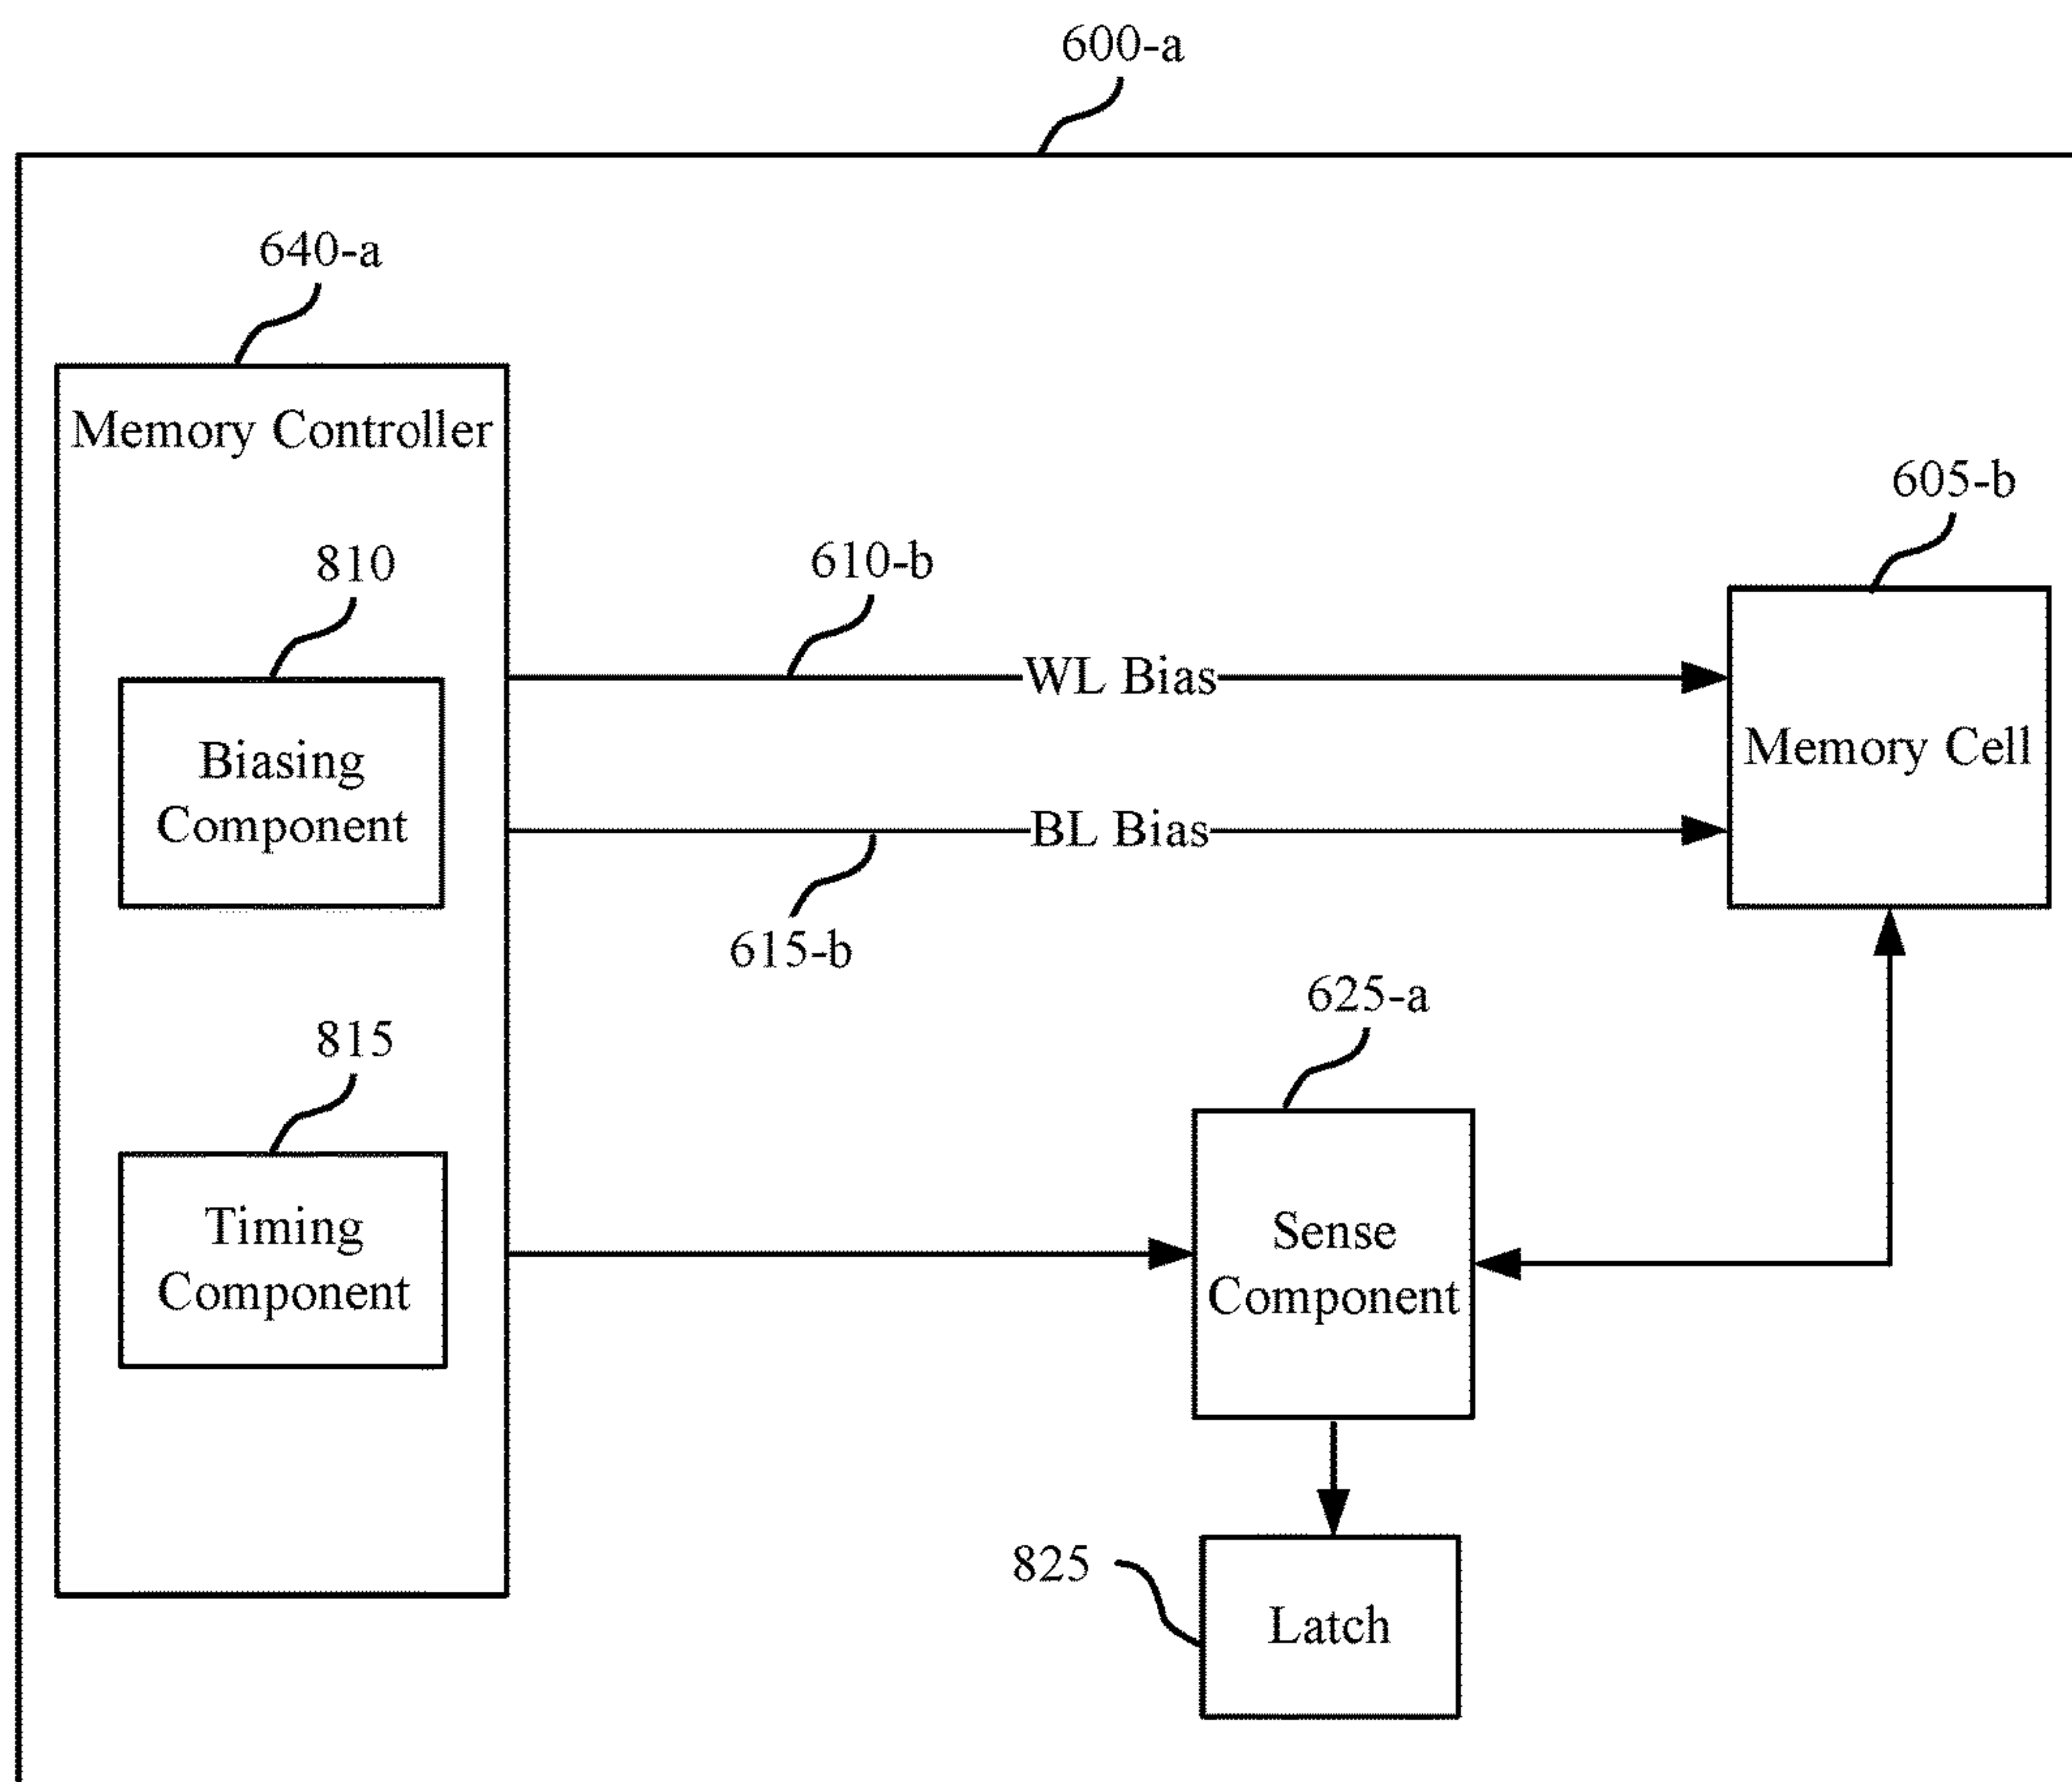 600-a
640-a
Memory Controller
605-b
810
610-b
WL Bias
Biasing
Component
Memory Cell
BL Bias
615-b
625-a
815
Timing
Component
Sense
Component
825
Latch